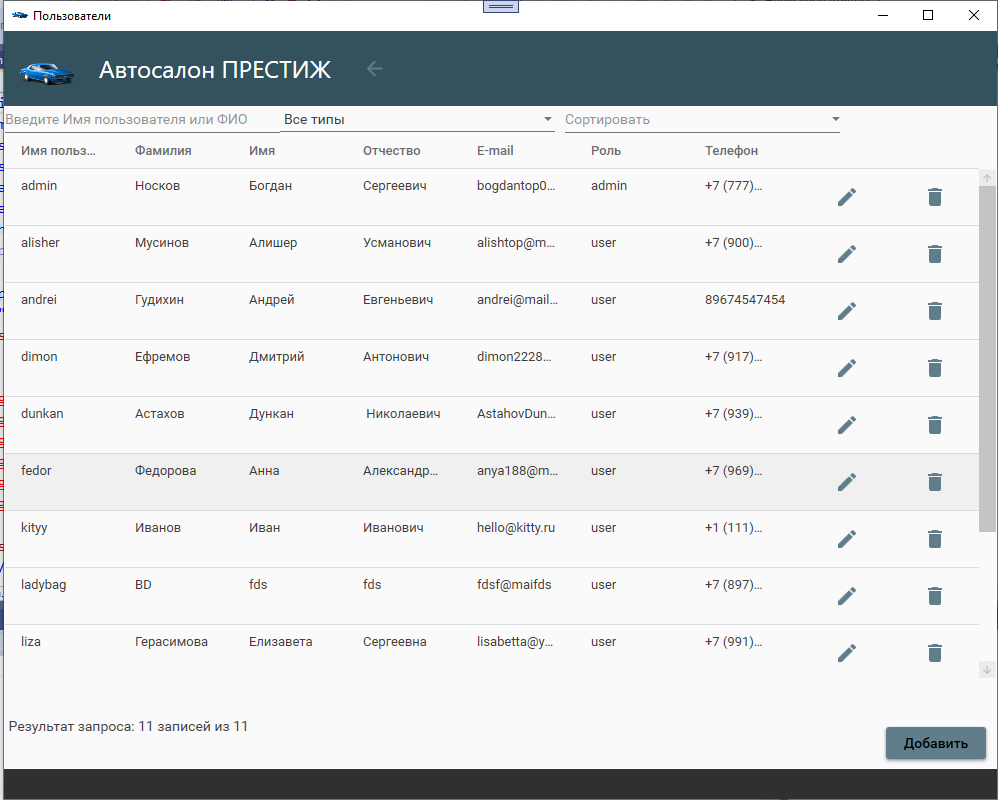 Пользователи
Автосалон ПРЕСТИЖ
Введите Имя пользователя или ФИО Все типы Сортировать
Имя польз... Фамилия Имя Отчество E-mail Роль Телефон
admin Носков Богдан Сергеевич bogdantop0... admin +7 (777)...
alisher Мусинов Алишер Усманович alishtop@m... user +7 (900)...
andrei Гудихин Андрей Евгеньевич andrei@mail... user 89674547454
dimon Ефремов Дмитрий Антонович dimon2228... user +7 (917)...
dunkan Астахов Дункан Николаевич AstahovDun... user +7 (939)...
fedor Федорова Анна Александр... anya188@m... user +7 (969)...
kityy Иванов Иван Иванович hello@kitty.ru user +1 (111)...
ladybag BD fds fds fdsf@maifds user +7 (897)...
liza Герасимова Елизавета Сергеевна lisabetta@y... user +7 (991)...
Результат запроса: 11 записей из 11
Добавить